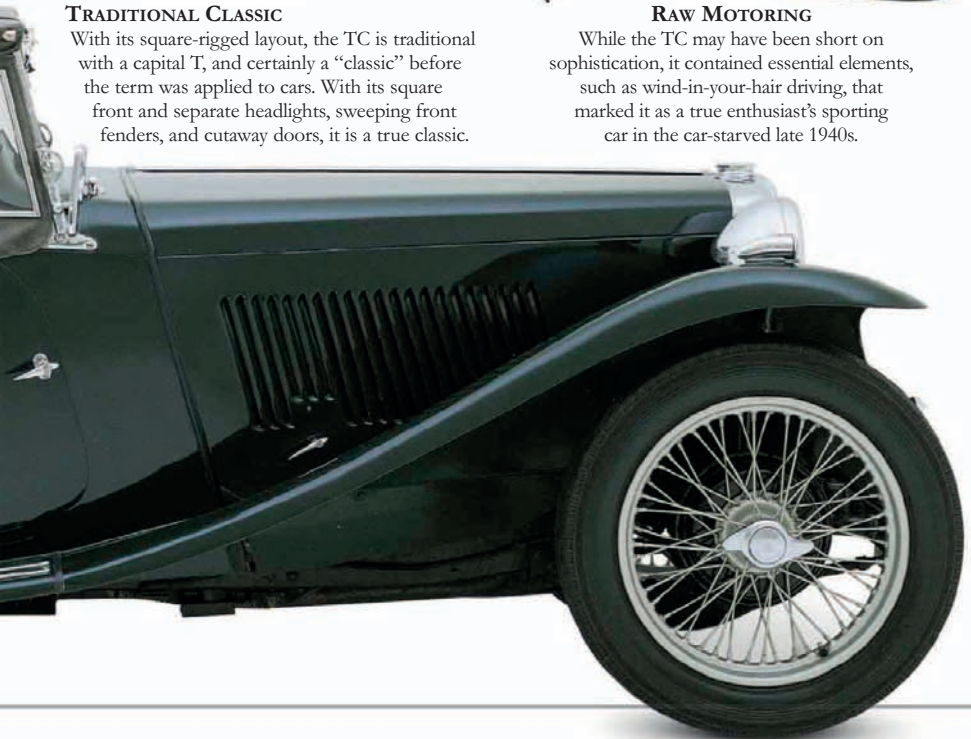 TRADITIONAL CLASSIC
With its square-rigged layout, the TC is traditional
with a capital T, and certainly a “classic” before
the term was applied to cars. With its square
front and separate headlights, sweeping front
fenders, and cutaway doors, it is a true classic.
RAW MOTORING
While the TC may have been short on
sophistication, it contained essential elements,
such as wind-in-your-hair driving, that
marked it as a true enthusiast’s sporting
car in the car-starved late 1940s.